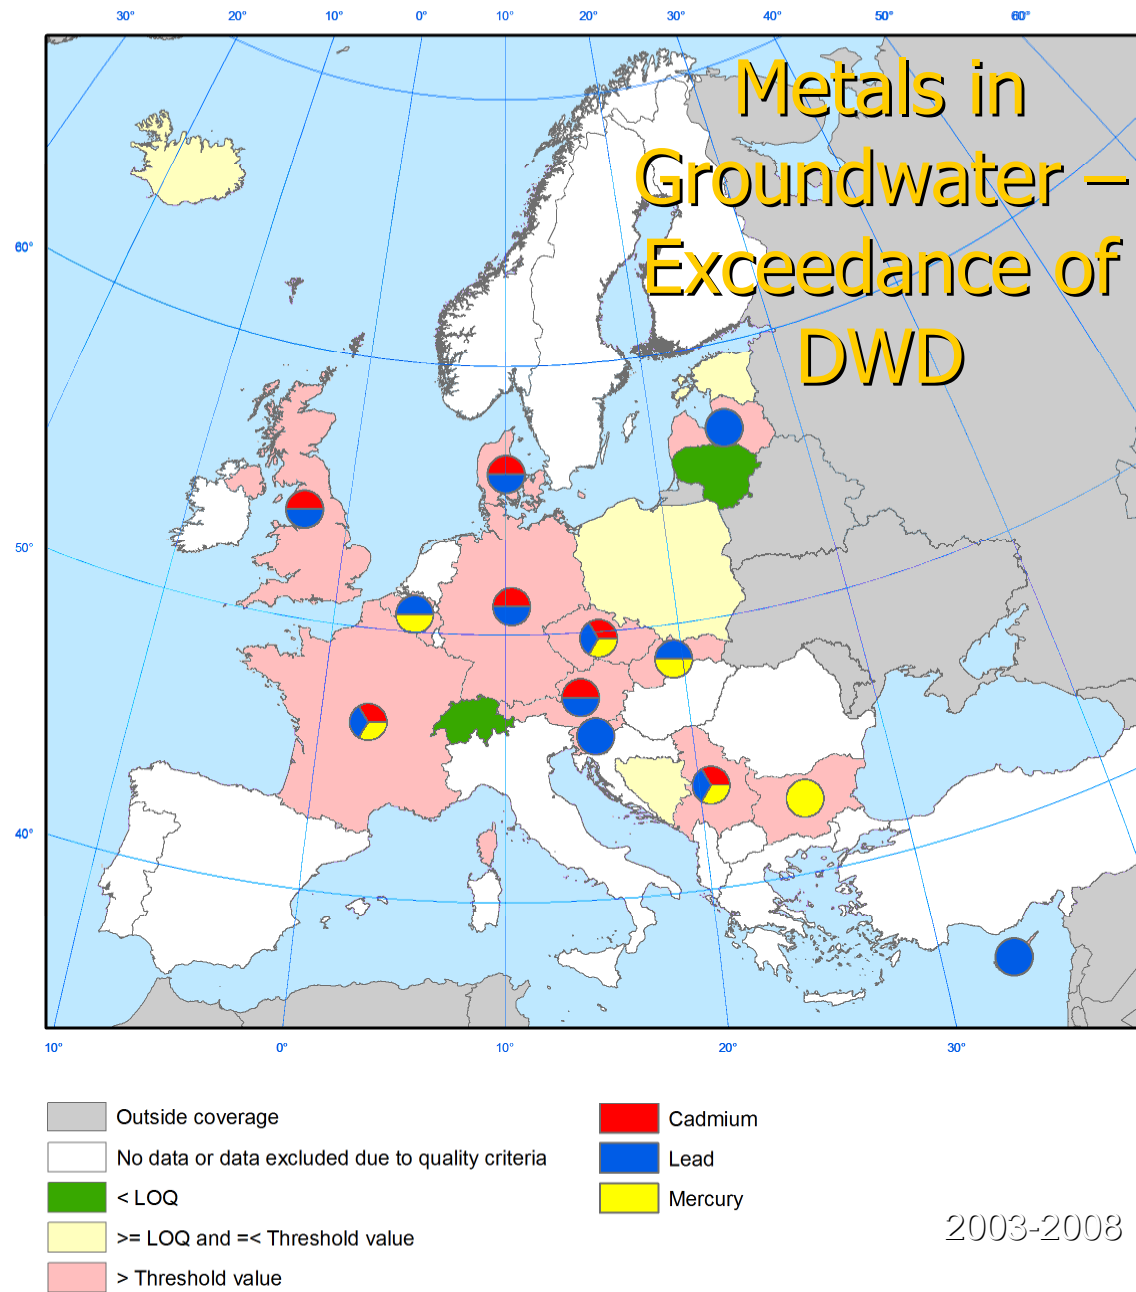 30° 20° 10° 0° 10° 20° 30° 40° 50° 60°
Metals in
Groundwater –
Exceedance of
DWD
60°
50°
40°
10° 0° 10° 20° 30°
Outside coverage
No data or data excluded due to quality criteria
< LOQ
>= LOQ and =< Threshold value
> Threshold value
Cadmium
Lead
Mercury
2003-2008